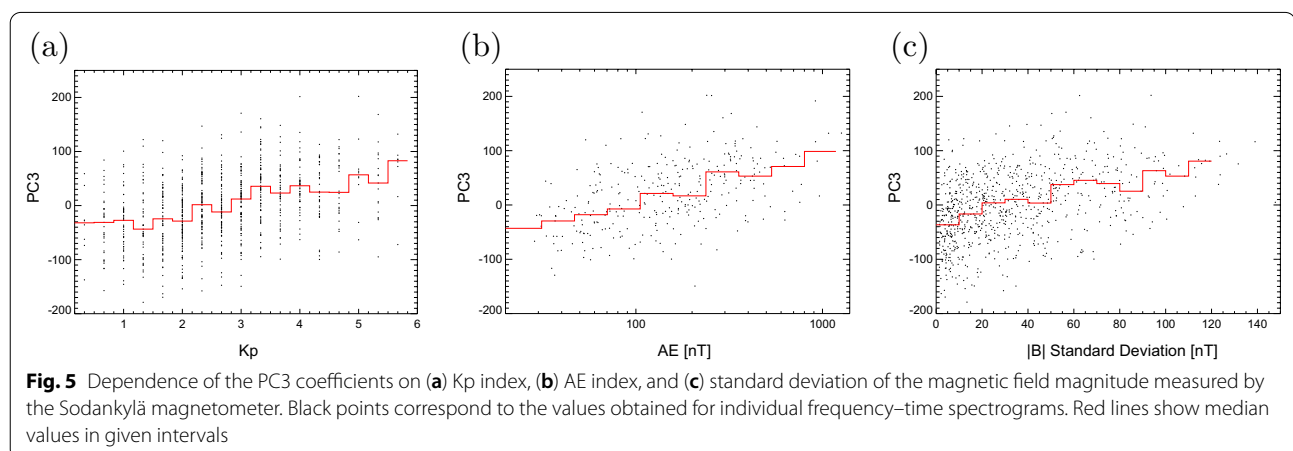 (a)
(b)
(c)
200
100
0
-100
-200
PC3
1
2
3
4
5
6
Kp
200
100
0
-100
-200
PC3
100
1000
AE [nT]
200
100
0
-100
-200
PC3
0
20
40
60
80
100
120
140
|B| Standard Deviation [nT]
Fig. 5 Dependence of the PC3 coefficients on (a) Kp index, (b) AE index, and (c) standard deviation of the magnetic field magnitude measured by
the Sodankylä magnetometer. Black points correspond to the values obtained for individual frequency–time spectrograms. Red lines show median
values in given intervals